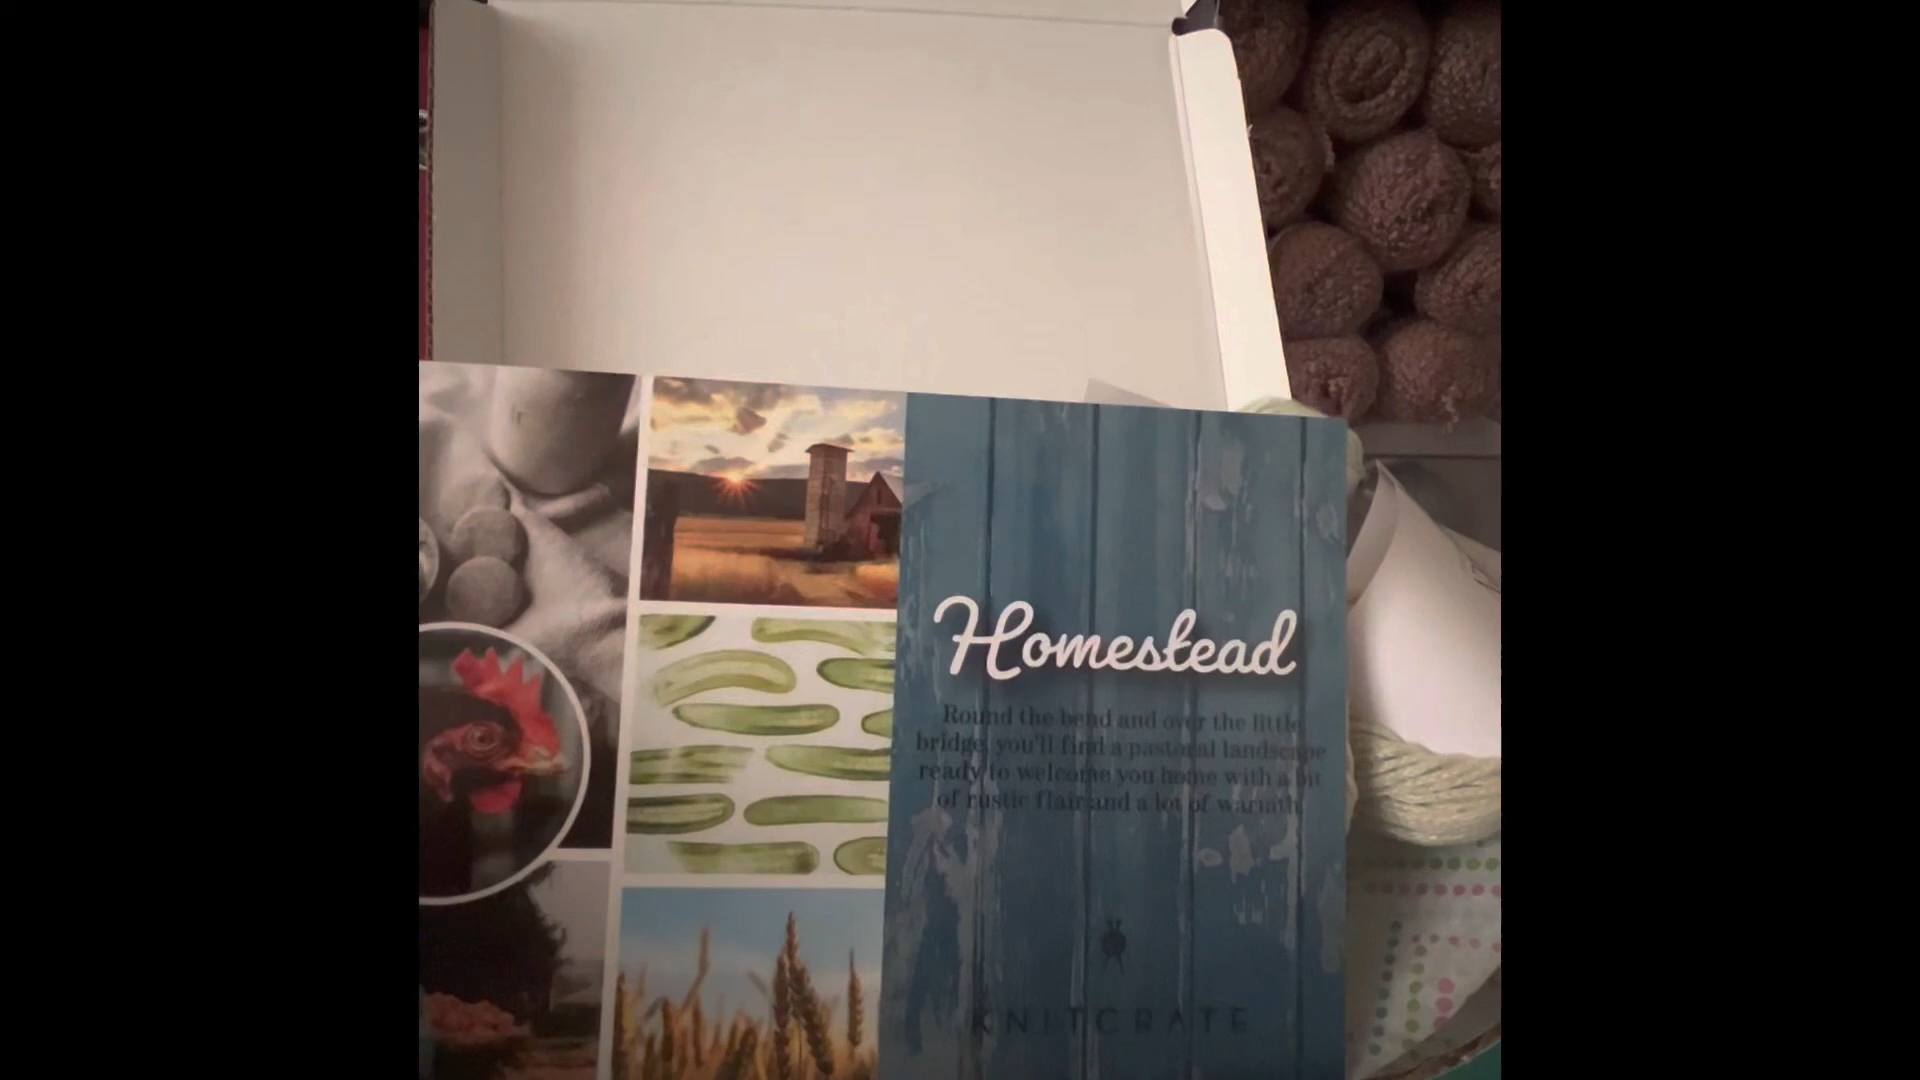 Homestead
Round the bend and over the little
bridge, you'll find a pastoral landscape
ready to welcome you home with a bit
of rustic flair and a lot of warmth.
KNITCRATE